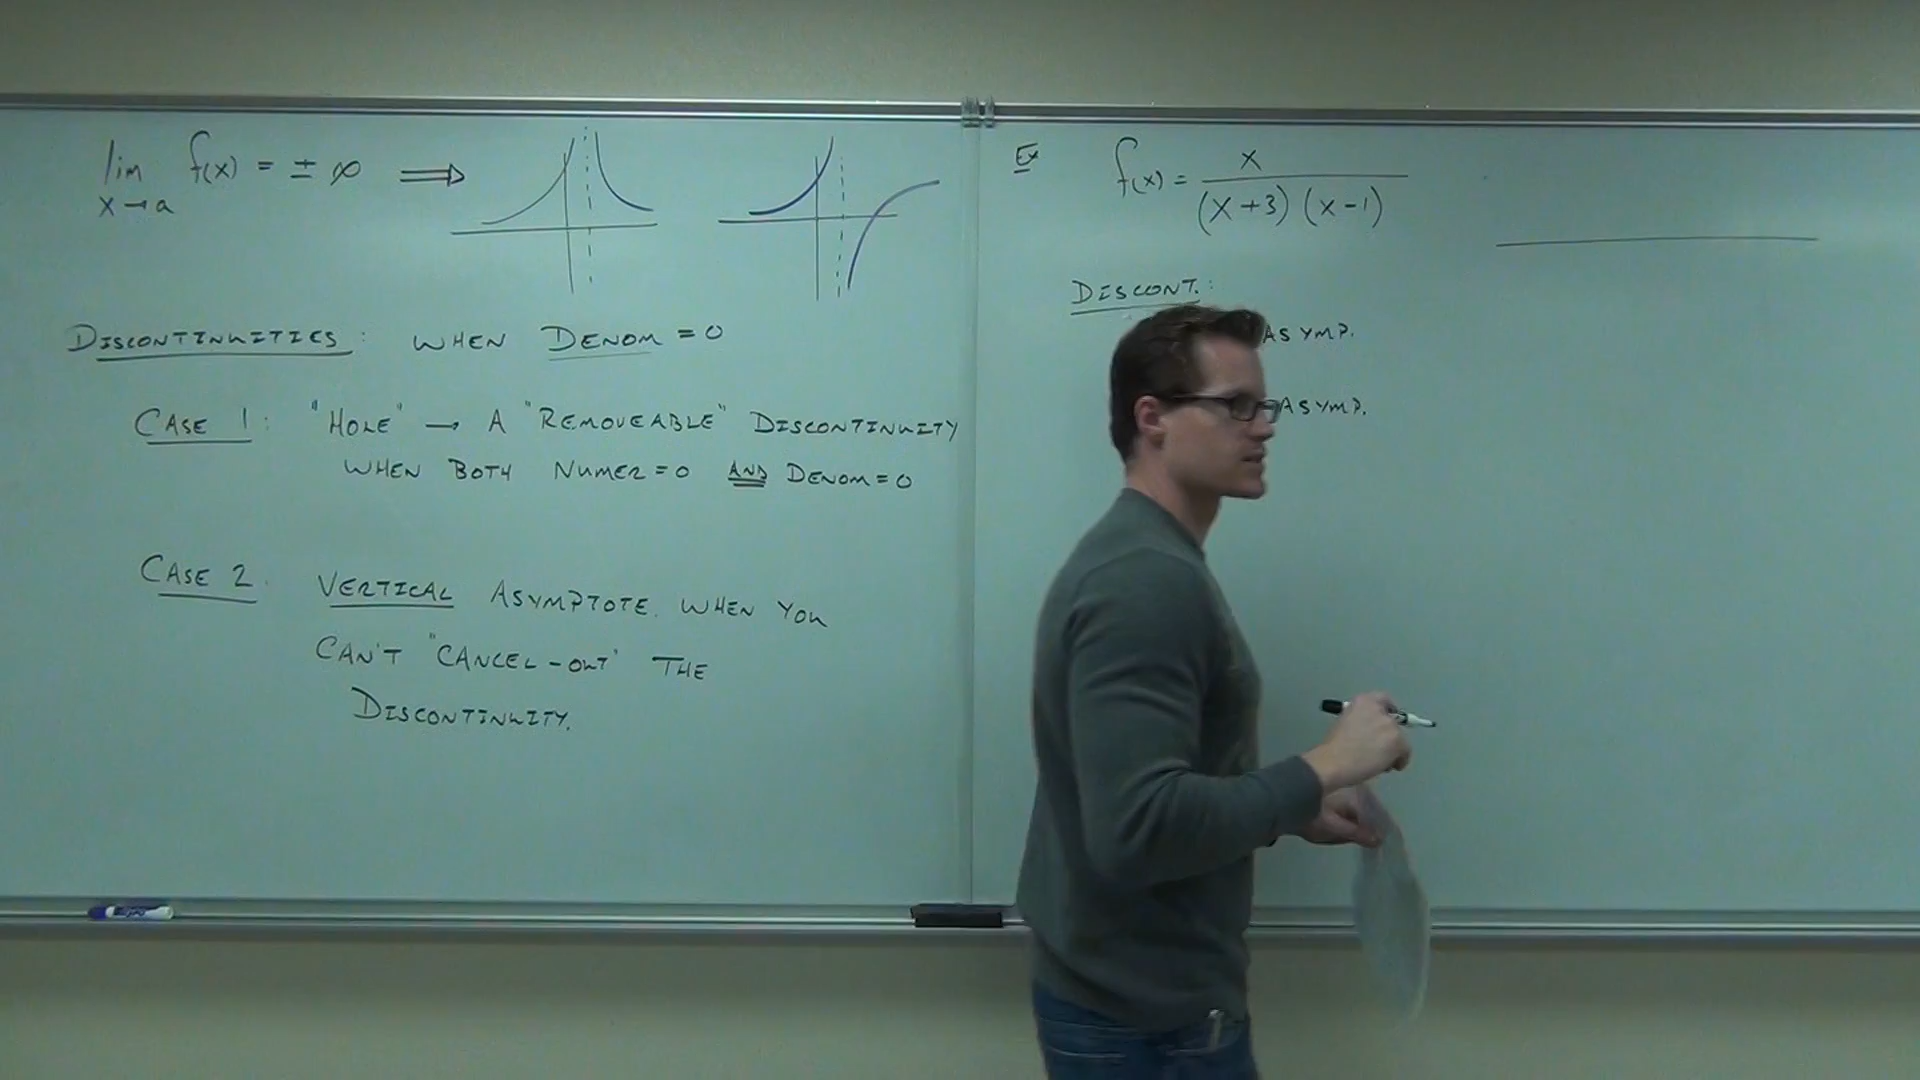 lim f(x) = ± ∞ ⟹
x→a
DISCONTINUITIES: WHEN DENOM = 0
CASE 1: "HOLE" → A "REMOVEABLE" DISCONTINUITY
WHEN BOTH NUMER = 0 AND DENOM = 0
CASE 2. VERTICAL ASYMPTOTE. WHEN YOU
CAN'T "CANCEL-OUT" THE
DISCONTINUITY.
Ex f(x) = x
(x+3) (x-1)
DISCONT.:
ASYMP.
ASYMP.